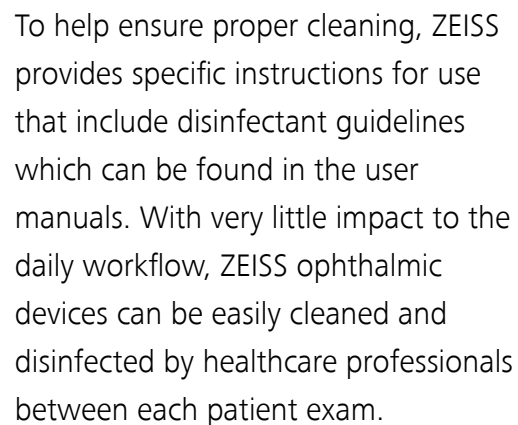 To help ensure proper cleaning, ZEISS
provides specific instructions for use
that include disinfectant guidelines
which can be found in the user
manuals. With very little impact to the
daily workflow, ZEISS ophthalmic
devices can be easily cleaned and
disinfected by healthcare professionals
between each patient exam.